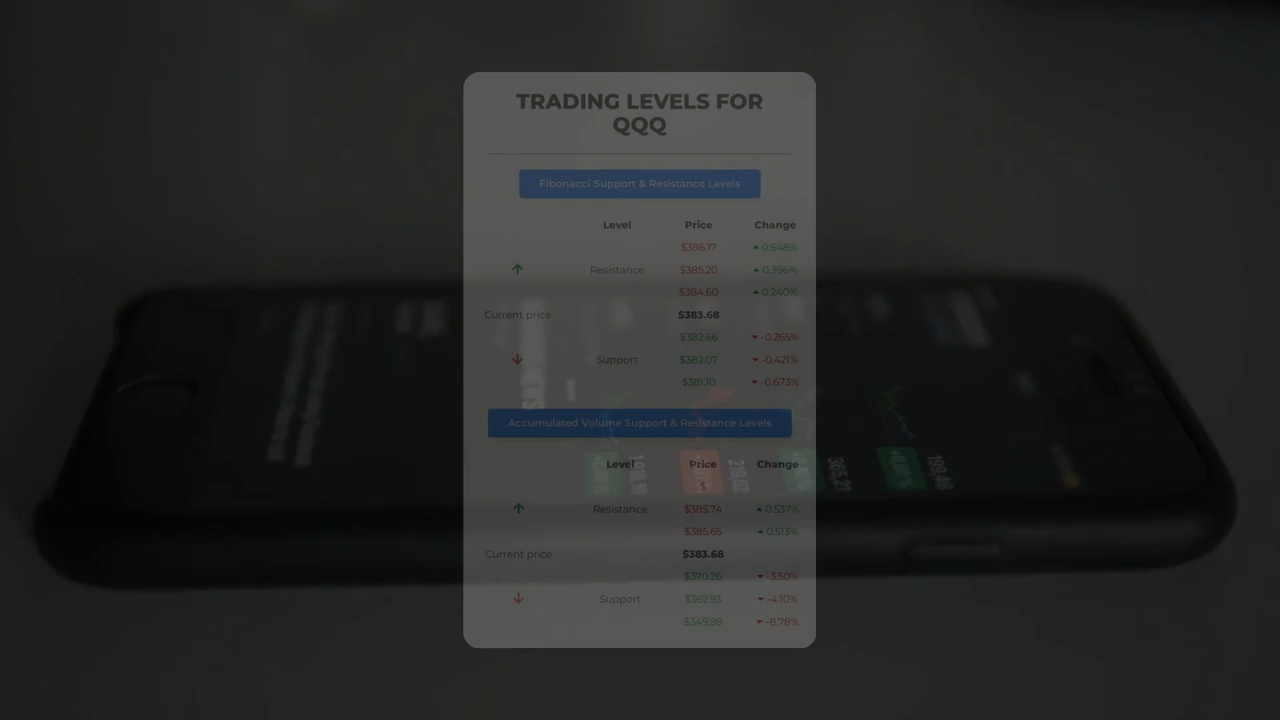 TRADING LEVELS FOR
QQQ
Fibonacci Support & Resistance Levels
Level Price Change
$386.17 0.648%
Resistance $385.20 0.396%
$384.60 0.240%
Current price $383.68
$382.66 -0.265%
Support $382.07 -0.421%
$381.10 -0.673%
Accumulated Volume Support & Resistance Levels
Level Price Change
$
Resistance $385.74 0.537%
$385.65 0.513%
Current price $383.68
$370.26 -3.50%
Support $367.93 -4.10%
$349.98 -8.78%